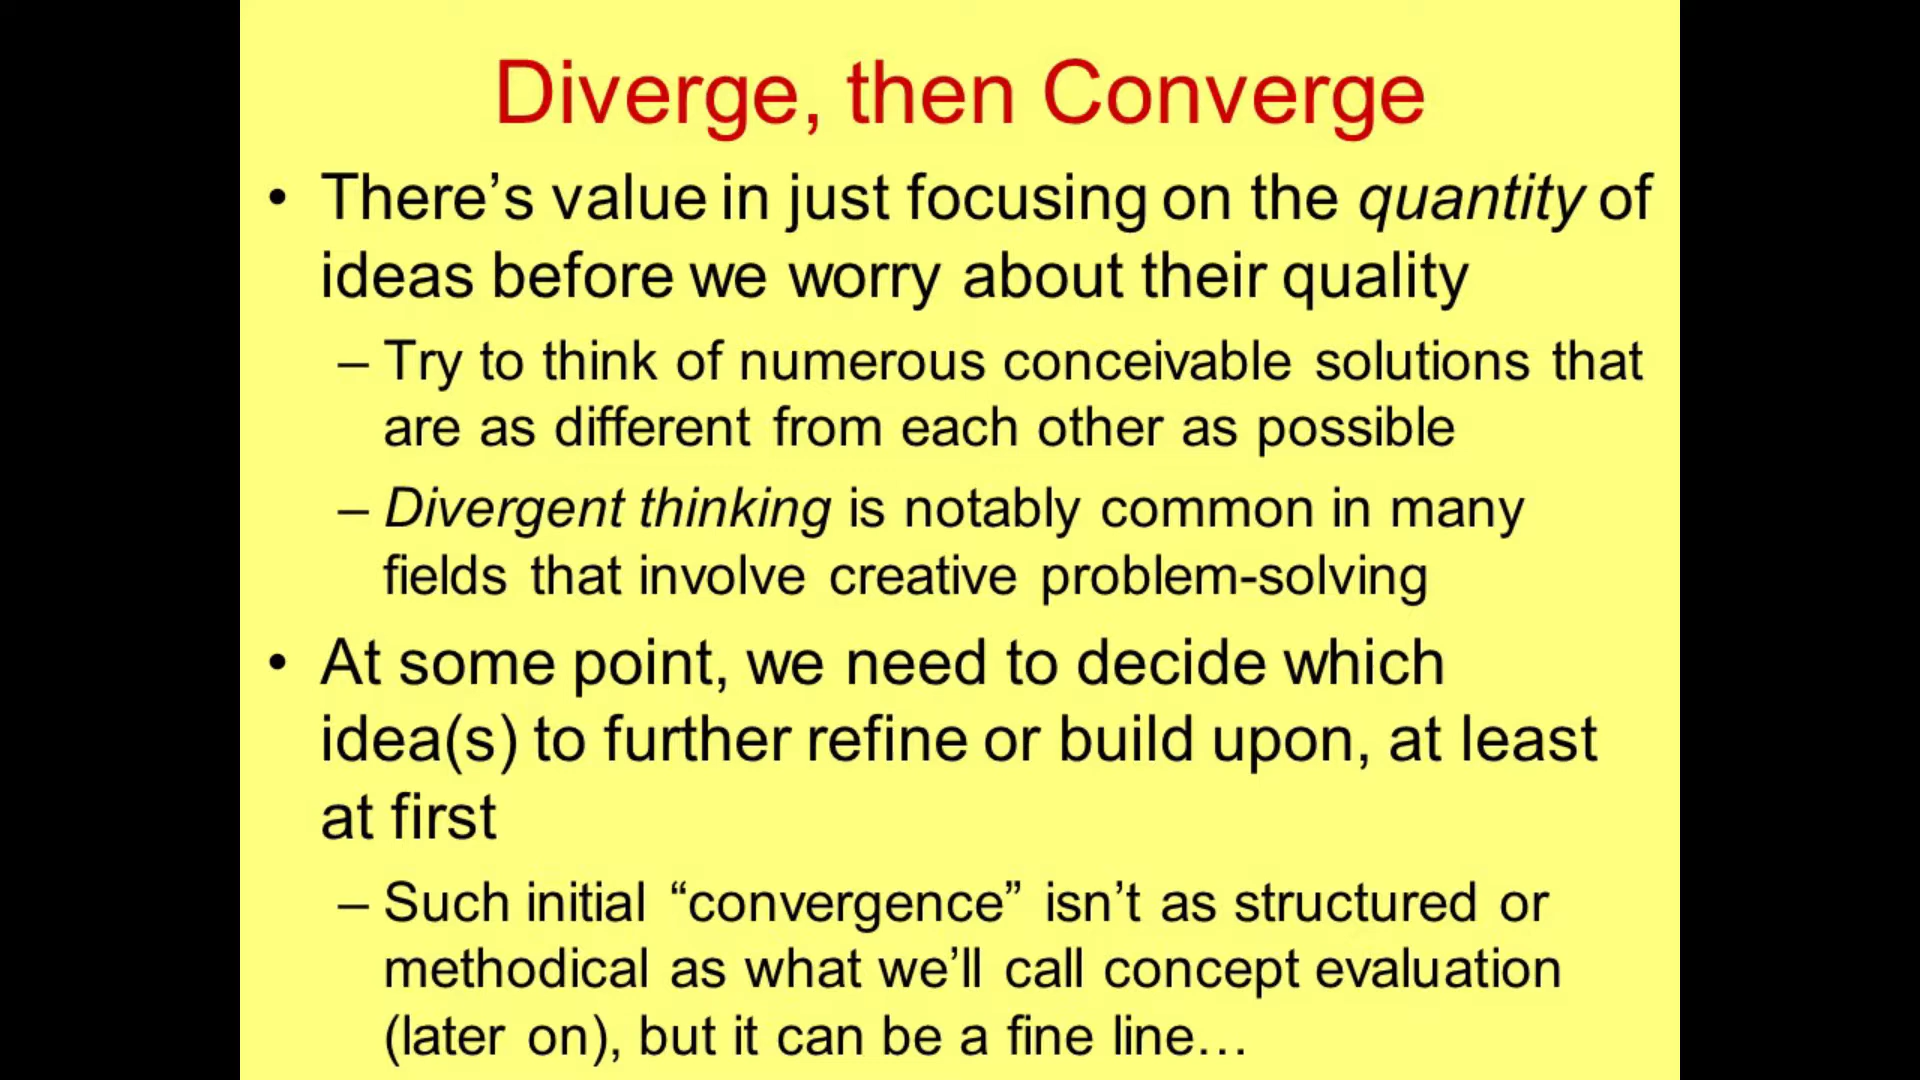 Diverge, then Converge
• There’s value in just focusing on the quantity of
ideas before we worry about their quality
– Try to think of numerous conceivable solutions that
are as different from each other as possible
– Divergent thinking is notably common in many
fields that involve creative problem-solving
• At some point, we need to decide which
idea(s) to further refine or build upon, at least
at first
– Such initial “convergence” isn’t as structured or
methodical as what we’ll call concept evaluation
(later on), but it can be a fine line…